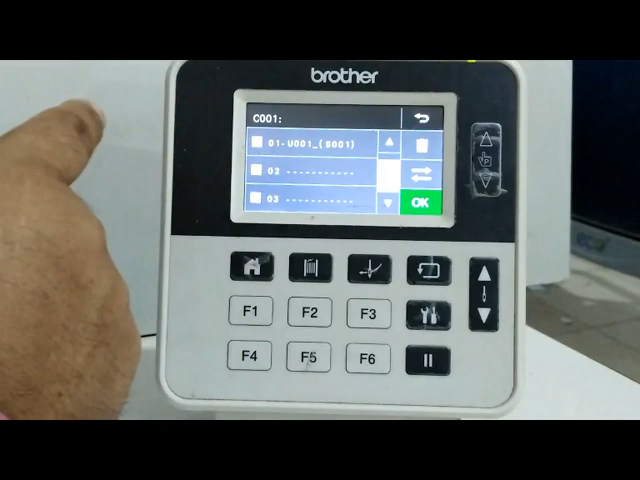 brother
C001:
01-U001_(S001)
02 -----------
03 -----------
OK
P
F1 F2 F3
F4 F5 F6